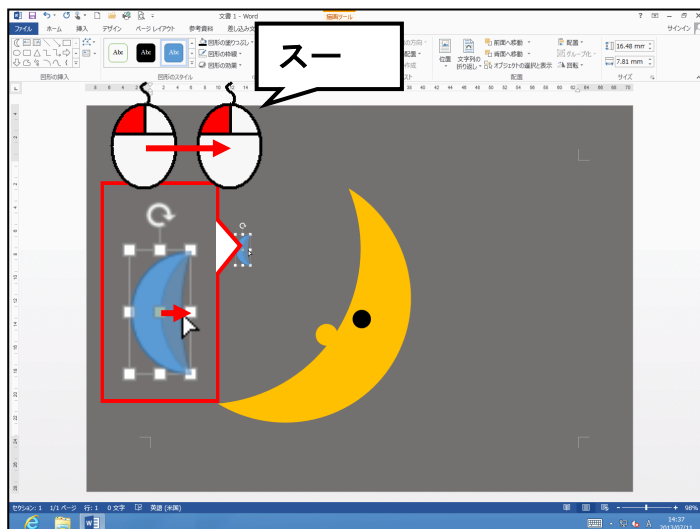 文書 1 - Word
描画ツール
ファイル ホーム 挿入 デザイン ページ レイアウト 参考資料 差し込み文
サインイン
Abc Abc Abc
図形の塗りつぶし
図形の枠線
図形の効果
図形の挿入
図形のスタイル
スー
位置 文字列の折り返し
前面へ移動
背面へ移動
オブジェクトの選択と表示
配置
グループ化
回転
配置
16.48 mm
7.81 mm
サイズ
セクション: 1 1/1 ページ 行: 1 0 文字 英語 (米国)
98%
A 14:37
2013/07/11